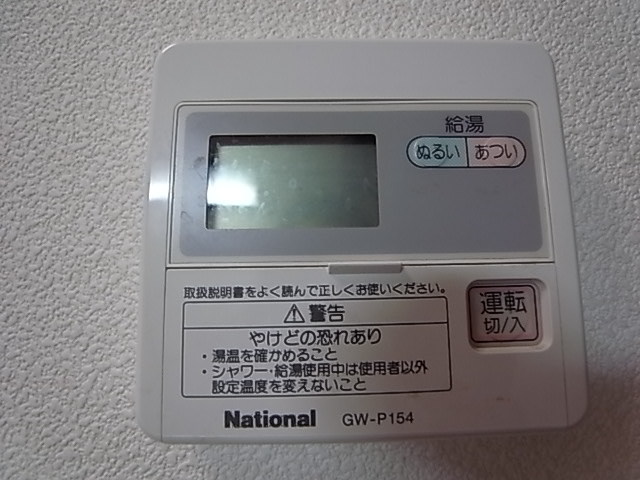 給湯
ぬるい あつい
取扱説明書をよく読んで正しくお使いください。
⚠ 警告
やけどの恐れあり
・湯温を確かめること
・シャワー・給湯使用中は使用者以外
設定温度を変えないこと
運転
切/入
National GW-P154